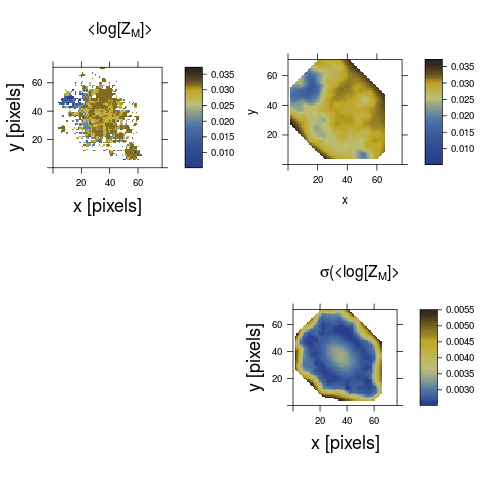 <log[Z_M]>
60
40
20
20 40 60
x [pixels]
y [pixels]
0.035
0.030
0.025
0.020
0.015
0.010
60
40
20
20 40 60
x
y
0.035
0.030
0.025
0.020
0.015
0.010
σ(<log[Z_M]>
60
40
20
20 40 60
x [pixels]
y [pixels]
0.0055
0.0050
0.0045
0.0040
0.0035
0.0030